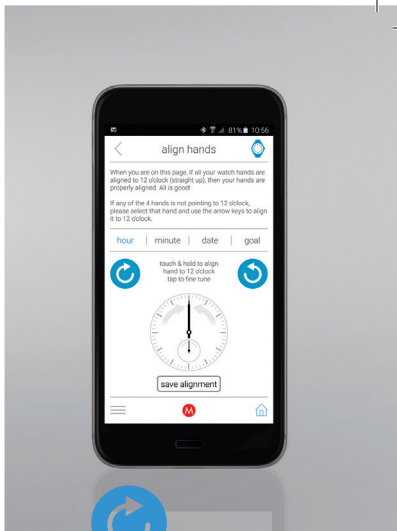 81% 10:56
align hands
When you are on this page, if all your watch hands are
aligned to 12 o'clock (straight up), then your hands are
properly aligned. All is good!
If any of the 4 hands is not pointing to 12 o'clock,
please select that hand and use the arrow keys to align
it to 12 o'clock.
hour | minute | date | goal
touch & hold to align
hand to 12 o'clock
tap to fine tune
save alignment
M